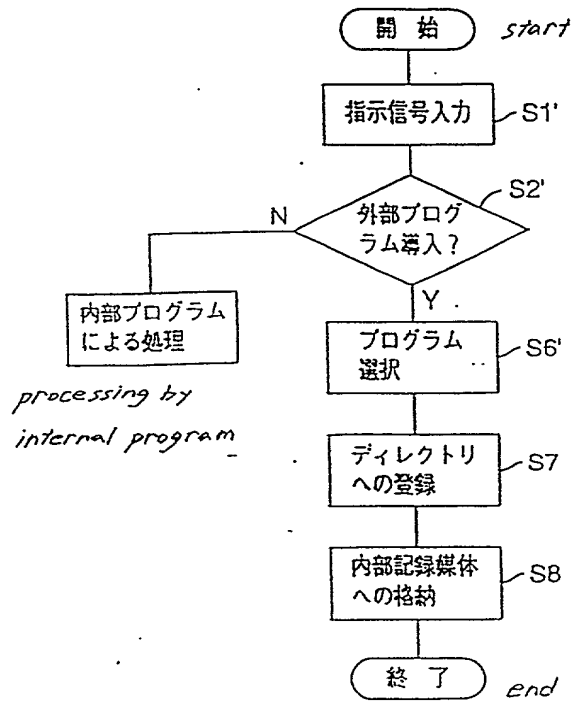 開 始
start
指示信号入力
S1'
S2'
外部プログ
ラム導入?
N
Y
内部プログラム
による処理
processing by
internal program
プログラム
選択
S6'
ディレクトリ
への登録
S7
内部記録媒体
への格納
S8
終 了
end